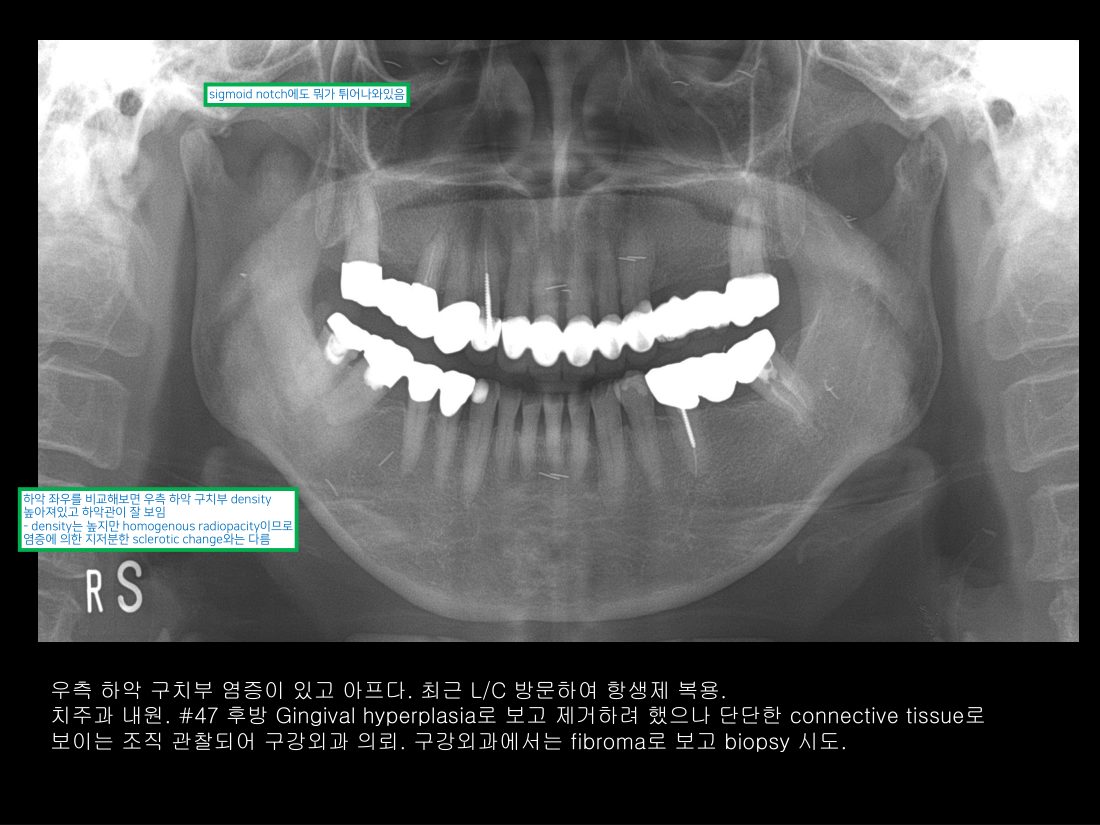 sigmoid notch에도 뭐가 튀어나와있음
하악 좌우를 비교해보면 우측 하악 구치부 density
높아져있고 하악관이 잘 보임
- density는 높지만 homogenous radiopacity이므로
염증에 의한 지저분한 sclerotic change와는 다름
R S
우측 하악 구치부 염증이 있고 아프다. 최근 L/C 방문하여 항생제 복용.
치주과 내원. #47 후방 Gingival hyperplasia로 보고 제거하려 했으나 단단한 connective tissue로
보이는 조직 관찰되어 구강외과 의뢰. 구강외과에서는 fibroma로 보고 biopsy 시도.